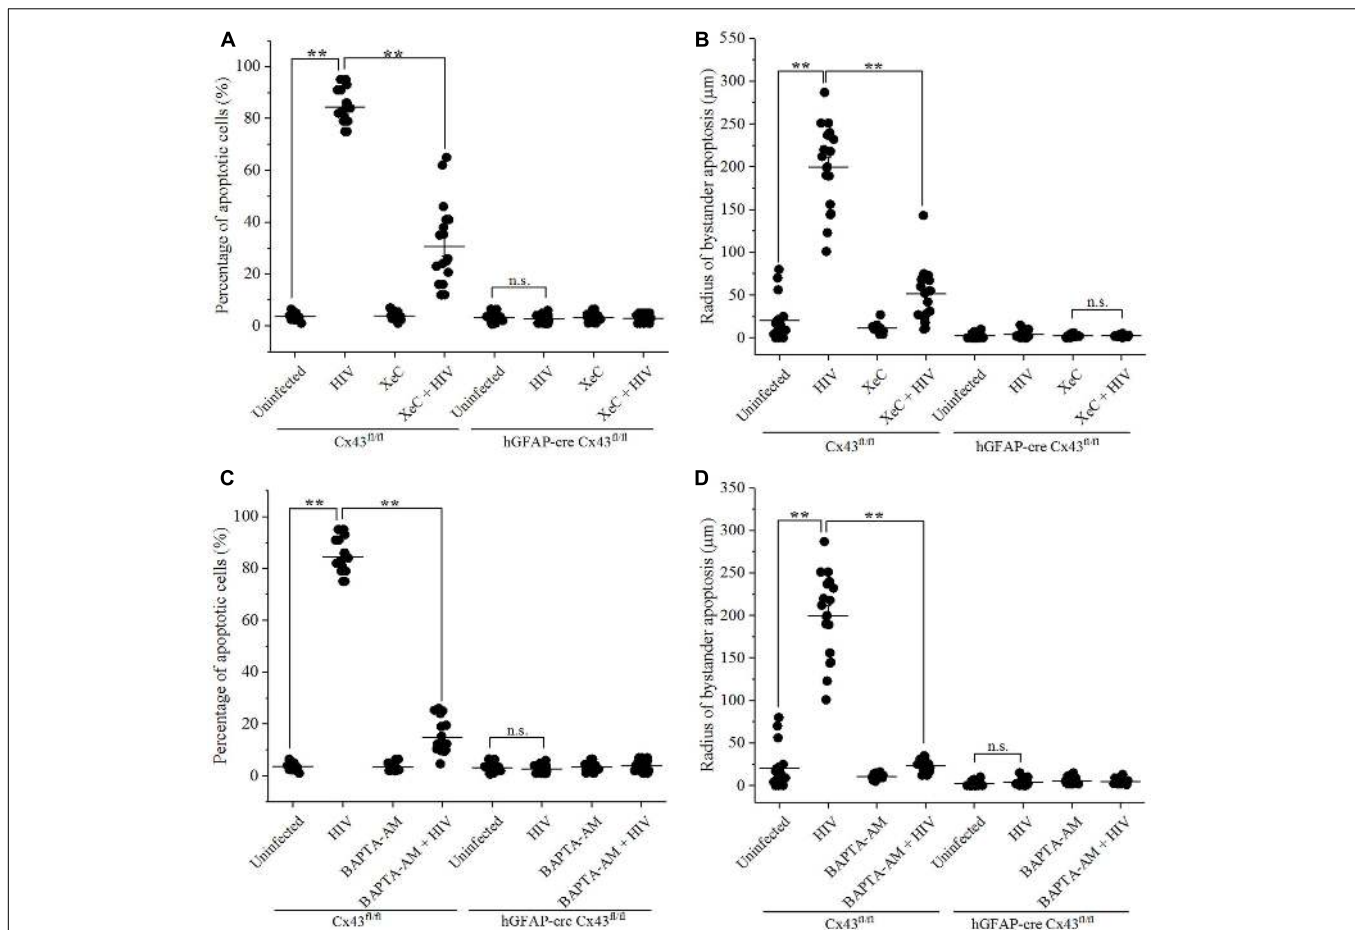 A
Percentage of apoptotic cells (%)
100
80
60
40
20
0
** **
n.s.
Uninfected HIV XeC XeC + HIV Uninfected HIV XeC XeC + HIV
Cx43fl/fl hGFAP-cre Cx43fl/fl
B
Radius of bystander apoptosis (μm)
550
300
250
200
150
100
50
0
** **
n.s.
Uninfected HIV XeC XeC + HIV Uninfected HIV XeC XeC + HIV
Cx43fl/fl hGFAP-cre Cx43fl/fl
C
Percentage of apoptotic cells (%)
100
80
60
40
20
0
** **
n.s.
Uninfected HIV BAPTA-AM BAPTA-AM + HIV Uninfected HIV BAPTA-AM BAPTA-AM + HIV
Cx43fl/fl hGFAP-cre Cx43fl/fl
D
Radius of bystander apoptosis (μm)
350
300
250
200
150
100
50
0
** **
n.s.
Uninfected HIV BAPTA-AM BAPTA-AM + HIV Uninfected HIV BAPTA-AM BAPTA-AM + HIV
Cx43fl/fl hGFAP-cre Cx43fl/fl